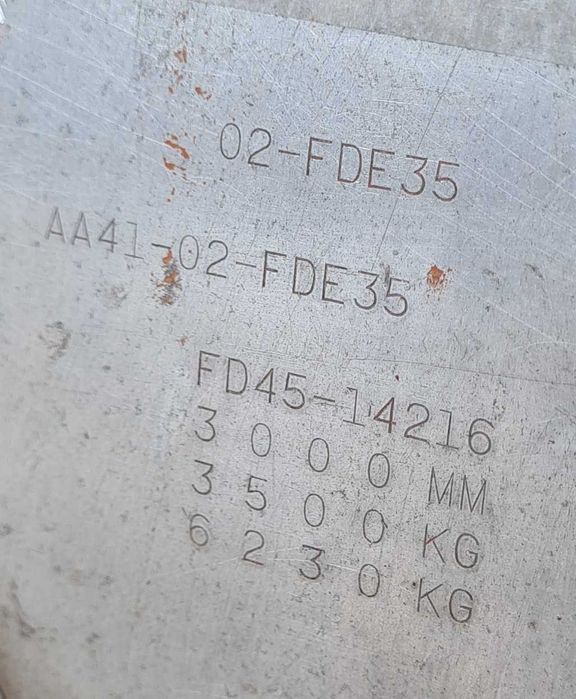 02-FDE35
AA41-02-FDE35
FD45-14216
3000 MM
3500 KG
6230 KG